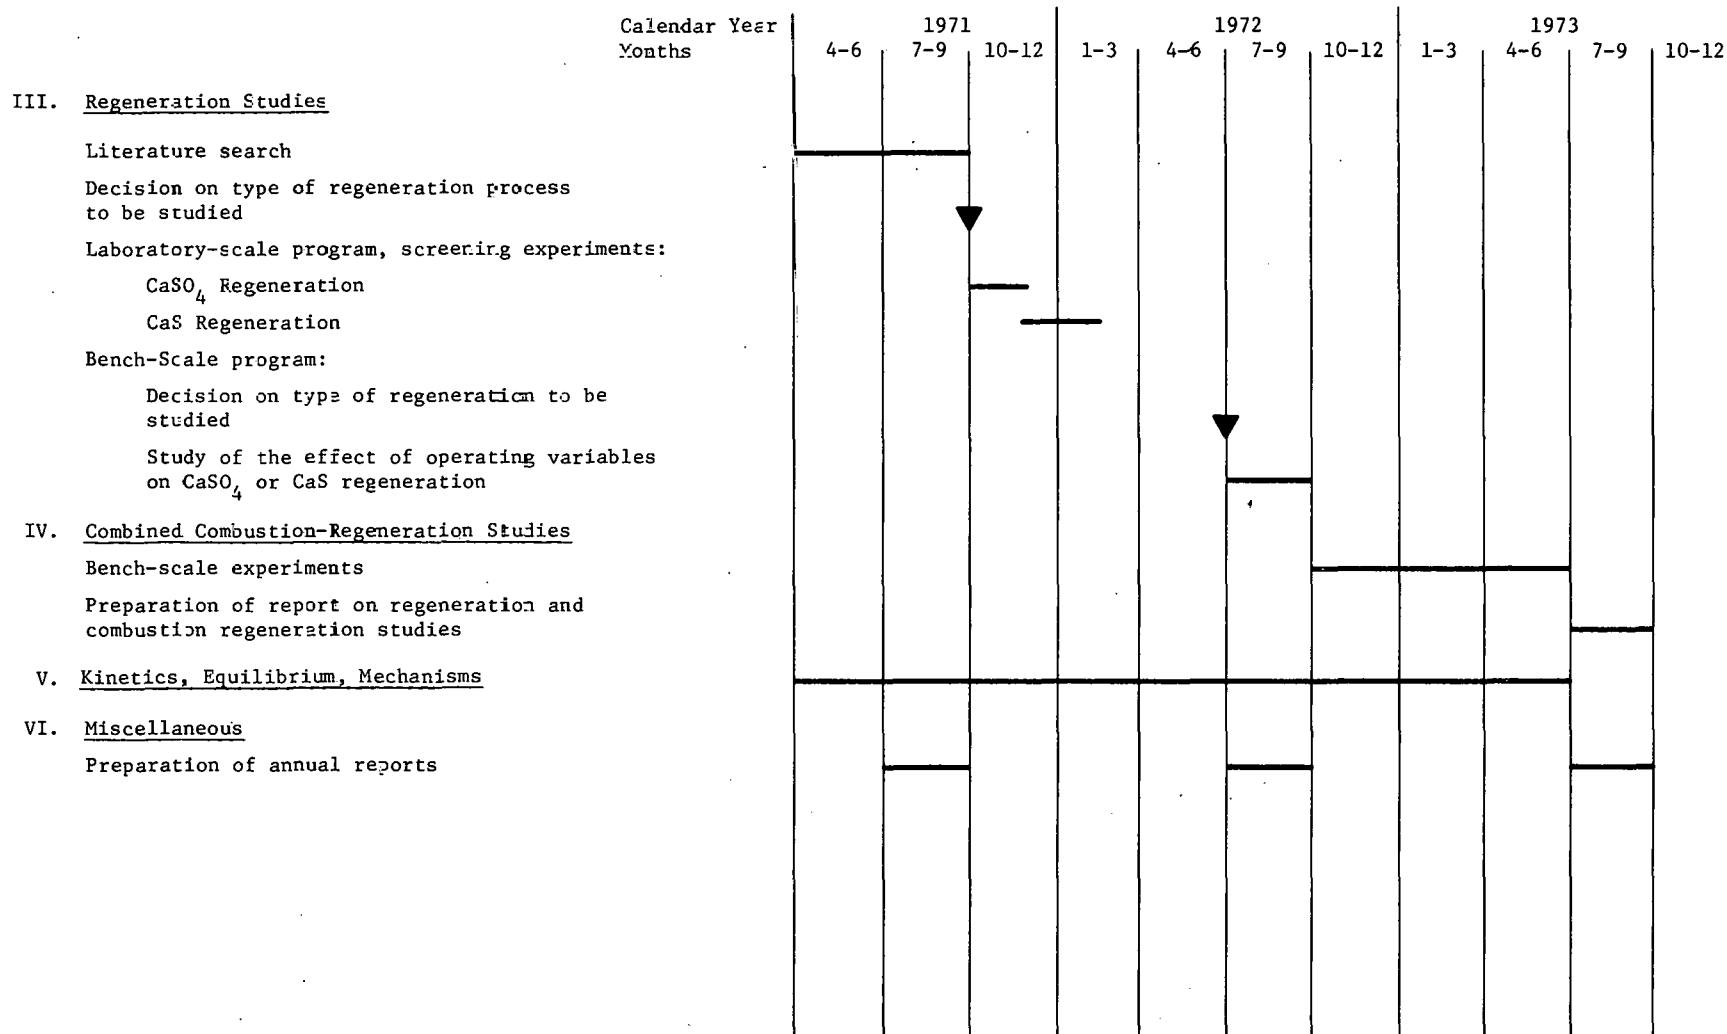 Calendar Year 1971 1972 1973
Months 4-6 7-9 10-12 1-3 4-6 7-9 10-12 1-3 4-6 7-9 10-12
III. Regeneration Studies
Literature search
Decision on type of regeneration process
to be studied
Laboratory-scale program, screening experiments:
CaSO4 Regeneration
CaS Regeneration
Bench-Scale program:
Decision on type of regeneration to be
studied
Study of the effect of operating variables
on CaSO4 or CaS regeneration
IV. Combined Combustion-Regeneration Studies
Bench-scale experiments
Preparation of report on regeneration and
combustion regeneration studies
V. Kinetics, Equilibrium, Mechanisms
VI. Miscellaneous
Preparation of annual reports